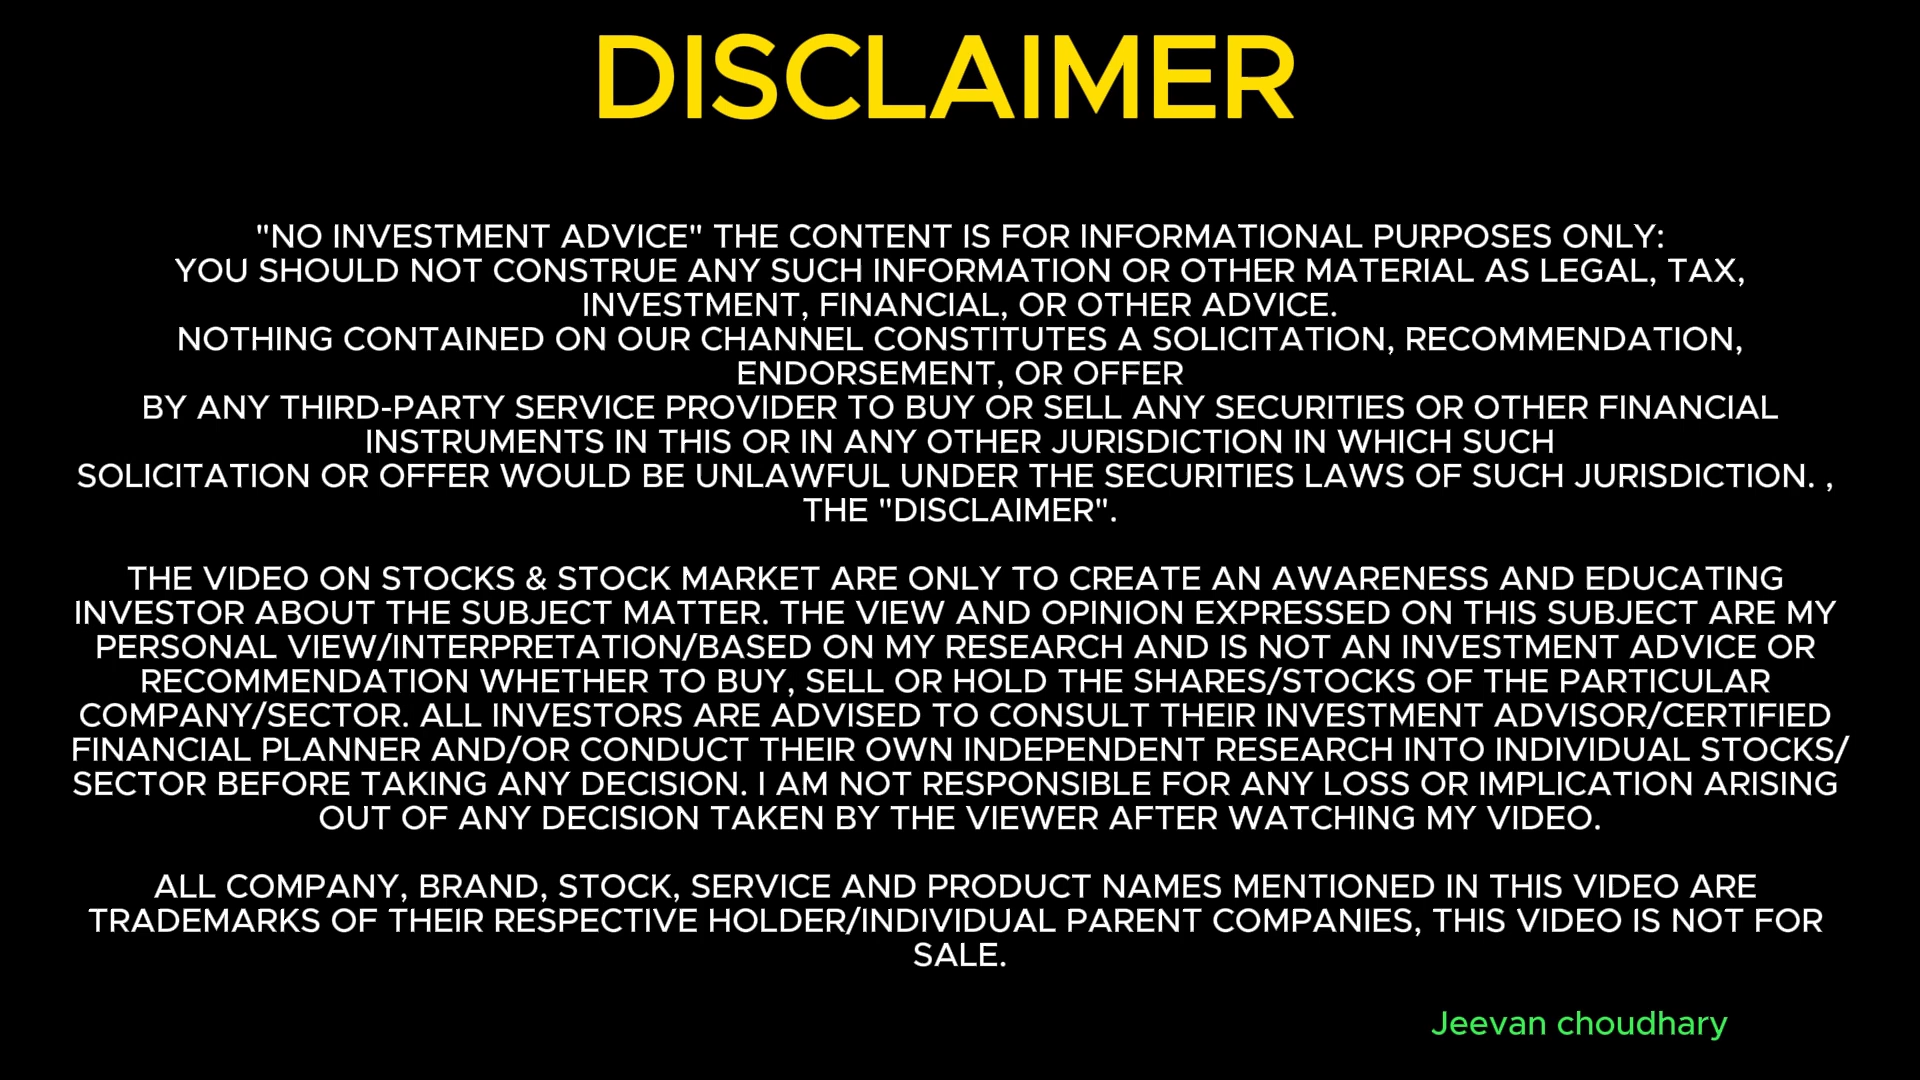 DISCLAIMER
"NO INVESTMENT ADVICE" THE CONTENT IS FOR INFORMATIONAL PURPOSES ONLY:
YOU SHOULD NOT CONSTRUE ANY SUCH INFORMATION OR OTHER MATERIAL AS LEGAL, TAX,
INVESTMENT, FINANCIAL, OR OTHER ADVICE.
NOTHING CONTAINED ON OUR CHANNEL CONSTITUTES A SOLICITATION, RECOMMENDATION,
ENDORSEMENT, OR OFFER
BY ANY THIRD-PARTY SERVICE PROVIDER TO BUY OR SELL ANY SECURITIES OR OTHER FINANCIAL
INSTRUMENTS IN THIS OR IN ANY OTHER JURISDICTION IN WHICH SUCH
SOLICITATION OR OFFER WOULD BE UNLAWFUL UNDER THE SECURITIES LAWS OF SUCH JURISDICTION. ,
THE "DISCLAIMER".
THE VIDEO ON STOCKS & STOCK MARKET ARE ONLY TO CREATE AN AWARENESS AND EDUCATING
INVESTOR ABOUT THE SUBJECT MATTER. THE VIEW AND OPINION EXPRESSED ON THIS SUBJECT ARE MY
PERSONAL VIEW/INTERPRETATION/BASED ON MY RESEARCH AND IS NOT AN INVESTMENT ADVICE OR
RECOMMENDATION WHETHER TO BUY, SELL OR HOLD THE SHARES/STOCKS OF THE PARTICULAR
COMPANY/SECTOR. ALL INVESTORS ARE ADVISED TO CONSULT THEIR INVESTMENT ADVISOR/CERTIFIED
FINANCIAL PLANNER AND/OR CONDUCT THEIR OWN INDEPENDENT RESEARCH INTO INDIVIDUAL STOCKS/
SECTOR BEFORE TAKING ANY DECISION. I AM NOT RESPONSIBLE FOR ANY LOSS OR IMPLICATION ARISING
OUT OF ANY DECISION TAKEN BY THE VIEWER AFTER WATCHING MY VIDEO.
ALL COMPANY, BRAND, STOCK, SERVICE AND PRODUCT NAMES MENTIONED IN THIS VIDEO ARE
TRADEMARKS OF THEIR RESPECTIVE HOLDER/INDIVIDUAL PARENT COMPANIES, THIS VIDEO IS NOT FOR
SALE.
Jeevan choudhary